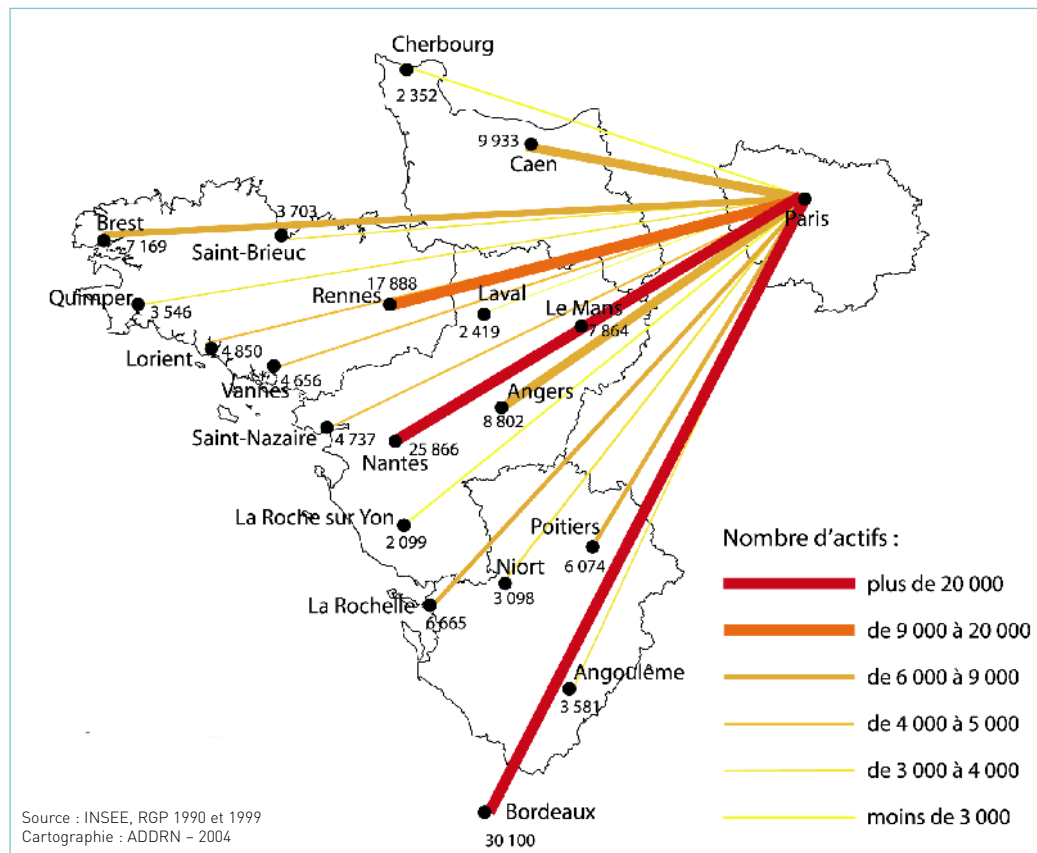 Cherbourg
2 352
9 933
Caen
Paris
Brest
7 169
3 703
Saint-Brieuc
Quimper
3 546
17 888
Rennes
Laval
2 419
Le Mans
7 864
Lorient
4 850
Vannes
4 656
Angers
8 802
Saint-Nazaire
4 737
Nantes
25 866
La Roche sur Yon
2 099
Poitiers
6 074
Niort
3 098
La Rochelle
6 665
Angoulême
3 581
Bordeaux
30 100
Nombre d'actifs :
plus de 20 000
de 9 000 à 20 000
de 6 000 à 9 000
de 4 000 à 5 000
de 3 000 à 4 000
moins de 3 000
Source : INSEE, RGP 1990 et 1999
Cartographie : ADDRN – 2004